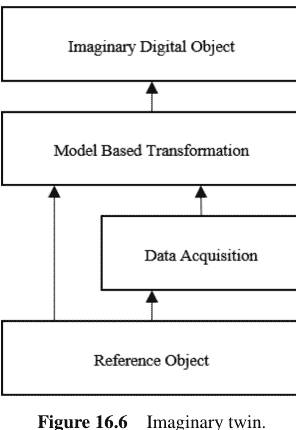 Imaginary Digital Object
Model Based Transformation
Data Acquisition
Reference Object
Figure 16.6 Imaginary twin.